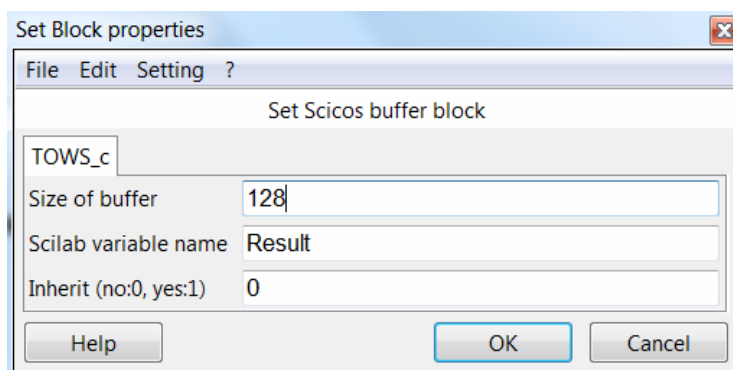 Set Block properties
File Edit Setting ?
Set Scicos buffer block
TOWS_c
Size of buffer 128
Scilab variable name Result
Inherit (no:0, yes:1) 0
Help OK Cancel